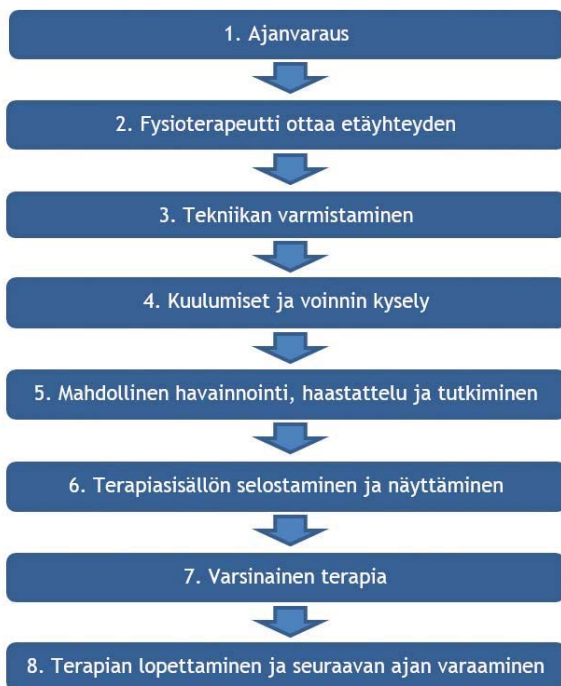 1. Ajanvaraus
2. Fysioterapeutti ottaa etäyhteyden
3. Tekniikan varmistaminen
4. Kuulumiset ja voinnin kysely
5. Mahdollinen havainnointi, haastattelu ja tutkiminen
6. Terapiasisällön selostaminen ja näyttäminen
7. Varsinainen terapia
8. Terapian lopettaminen ja seuraavan ajan varaaminen